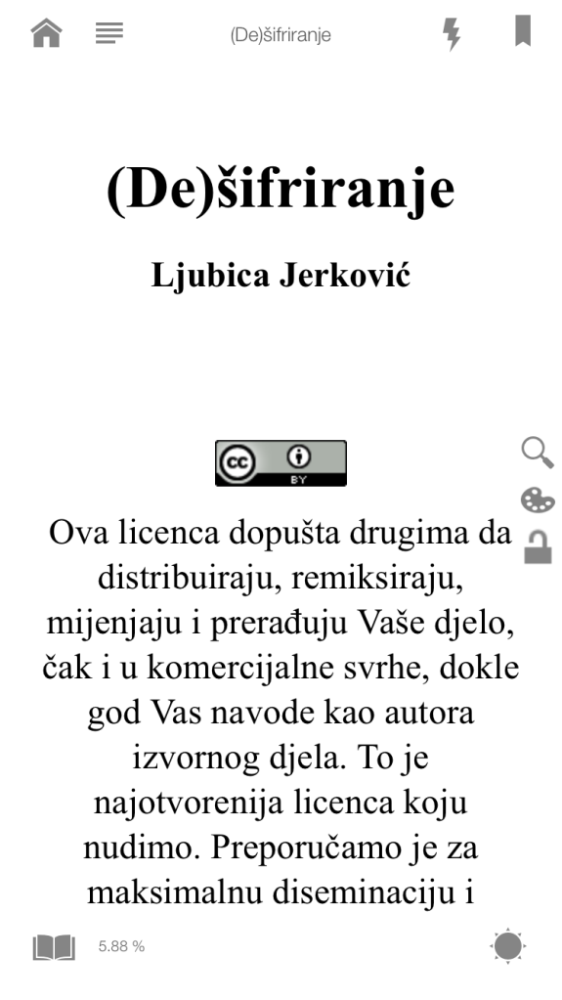 (De)šifriranje
(De)šifriranje
Ljubica Jerković
cc
BY
Ova licenca dopušta drugima da
distribuiraju, remiksiraju,
mijenjaju i prerađuju Vaše djelo,
čak i u komercijalne svrhe, dokle
god Vas navode kao autora
izvornog djela. To je
najotvorenija licenca koju
nudimo. Preporučamo je za
maksimalnu diseminaciju i
5.88 %